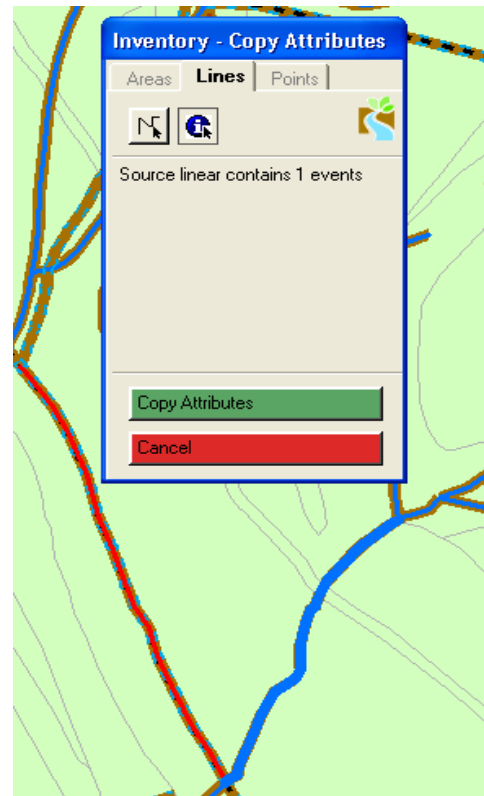 Inventory - Copy Attributes
Areas Lines Points
Source linear contains 1 events
Copy Attributes
Cancel